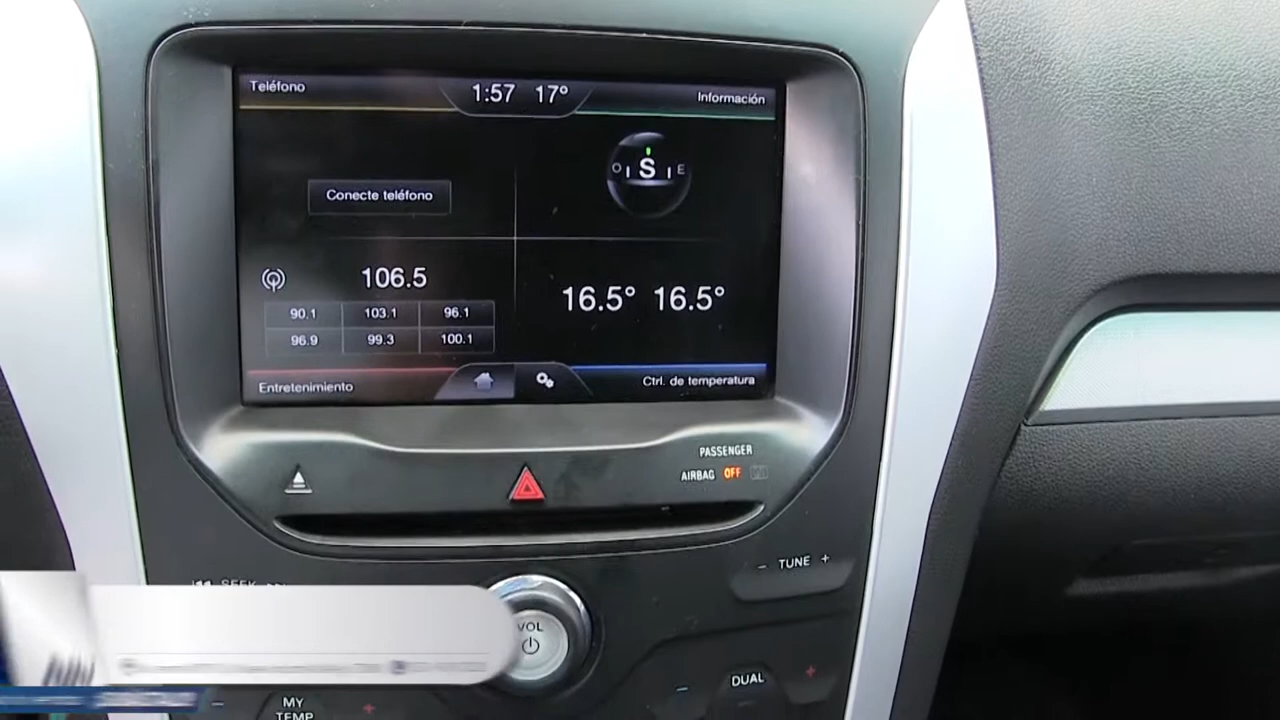 Teléfono
1:57 17°
Información
O S E
Conecte teléfono
106.5
90.1 103.1 96.1
96.9 99.3 100.1
16.5° 16.5°
Entretenimiento
Ctrl. de temperatura
PASSENGER
AIRBAG OFF
SEEK
- TUNE +
VOL
- DUAL +
- MY TEMP +